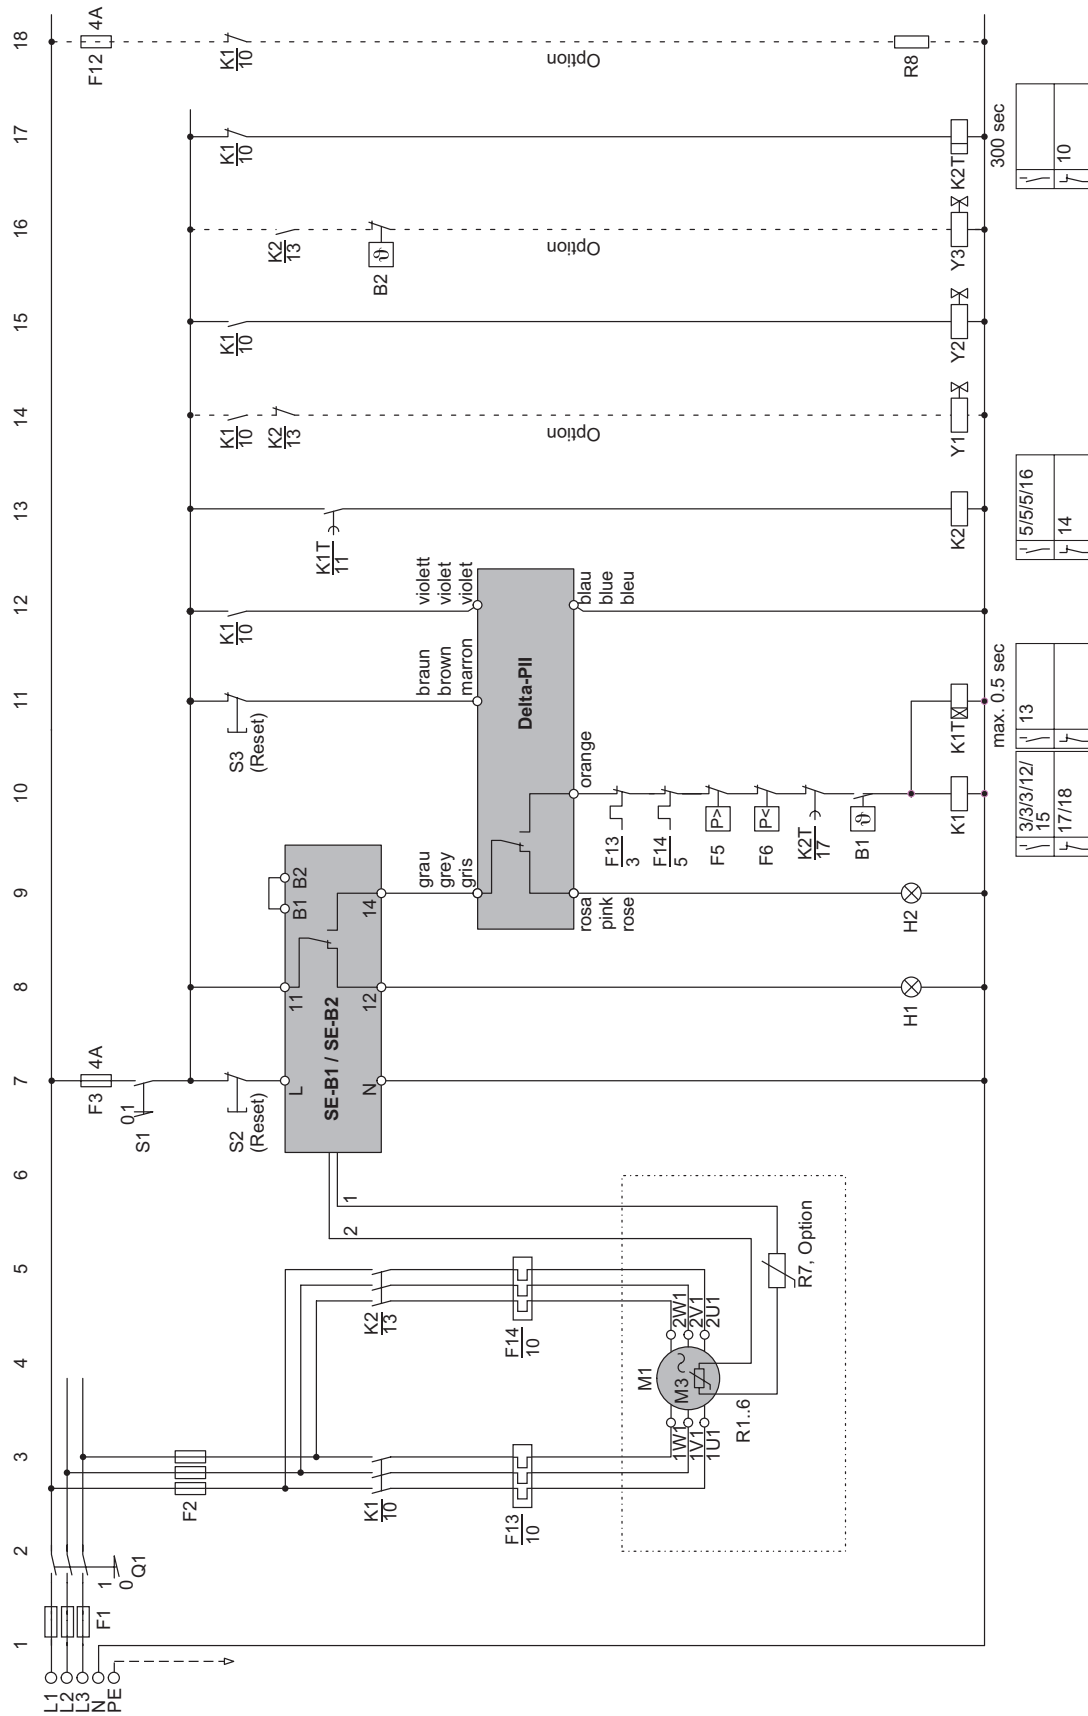 1 2 3 4 5 6 7 8 9 10 11 12 13 14 15 16 17 18
L1
L2
L3
N
PE
F1
1
0
Q1
F2
K1
10
F13
10
K2
13
F14
10
M1
M3
1W1
1V1
1U1
2W1
2V1
2U1
R1..6
R7, Option
2
1
F3
4A
0 1
S1
S2
(Reset)
L
N
SE-B1 / SE-B2
11
12
14
B1
B2
H1
H2
grau
grey
gris
rosa
pink
rose
Delta-PII
orange
F13
3
F14
5
F5
P>
F6
P<
K2T
17
B1
ϑ
K1
K1T
max. 0.5 sec
S3
(Reset)
braun
brown
marron
K1
10
violett
violet
violet
blau
blue
bleu
K1T
11
K2
K1
10
K2
13
Option
Y1
K1
10
Y2
K2
13
B2
ϑ
Option
Y3
K1
10
K2T
300 sec
F12
4A
K1
10
Option
R8
3/3/3/12/
15
17/18
13
5/5/5/16
14
10